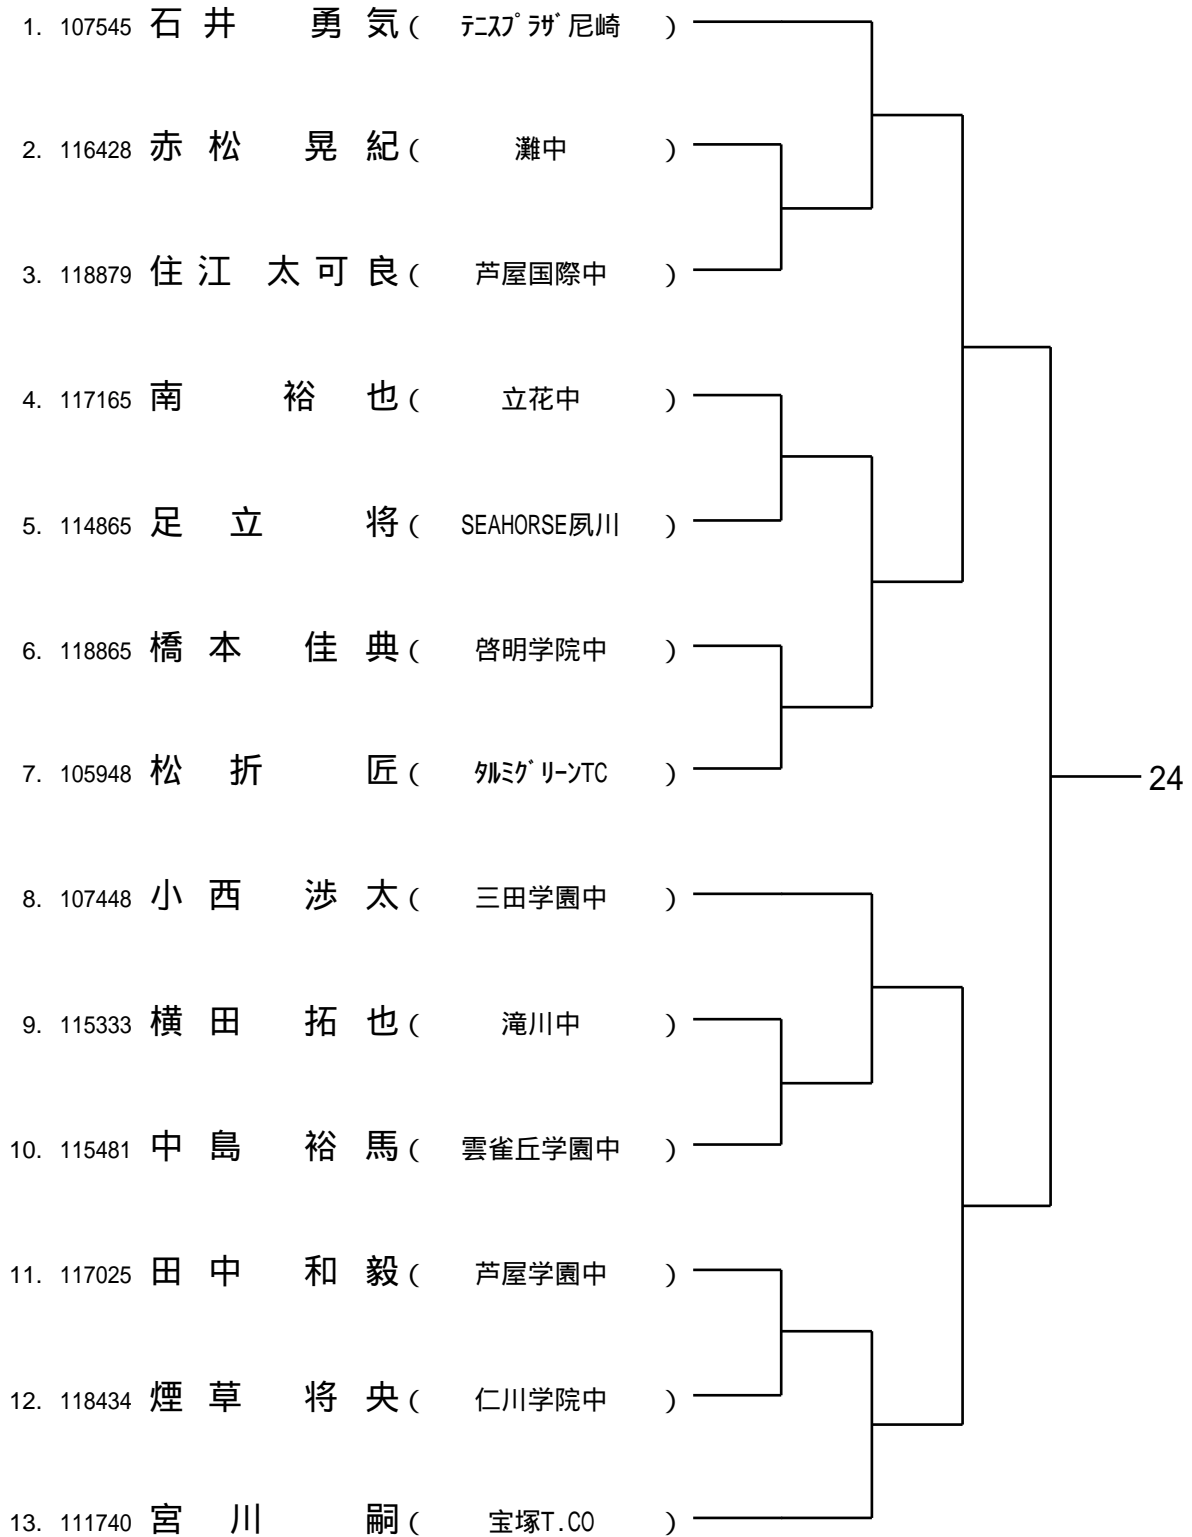 1. 107545 石井 勇気 ( ﾃﾆｽﾌﾟﾗｻﾞ尼崎 )
2. 116428 赤松 晃紀 ( 灘中 )
3. 118879 住江 太可良 ( 芦屋国際中 )
4. 117165 南 裕也 ( 立花中 )
5. 114865 足立 将 ( SEAHORSE夙川 )
6. 118865 橋本 佳典 ( 啓明学院中 )
7. 105948 松折 匠 ( ﾀﾙﾐｸﾞﾘｰﾝTC )
24
8. 107448 小西 渉太 ( 三田学園中 )
9. 115333 横田 拓也 ( 滝川中 )
10. 115481 中島 裕馬 ( 雲雀丘学園中 )
11. 117025 田中 和毅 ( 芦屋学園中 )
12. 118434 煙草 将央 ( 仁川学院中 )
13. 111740 宮川 嗣 ( 宝塚T.CO )